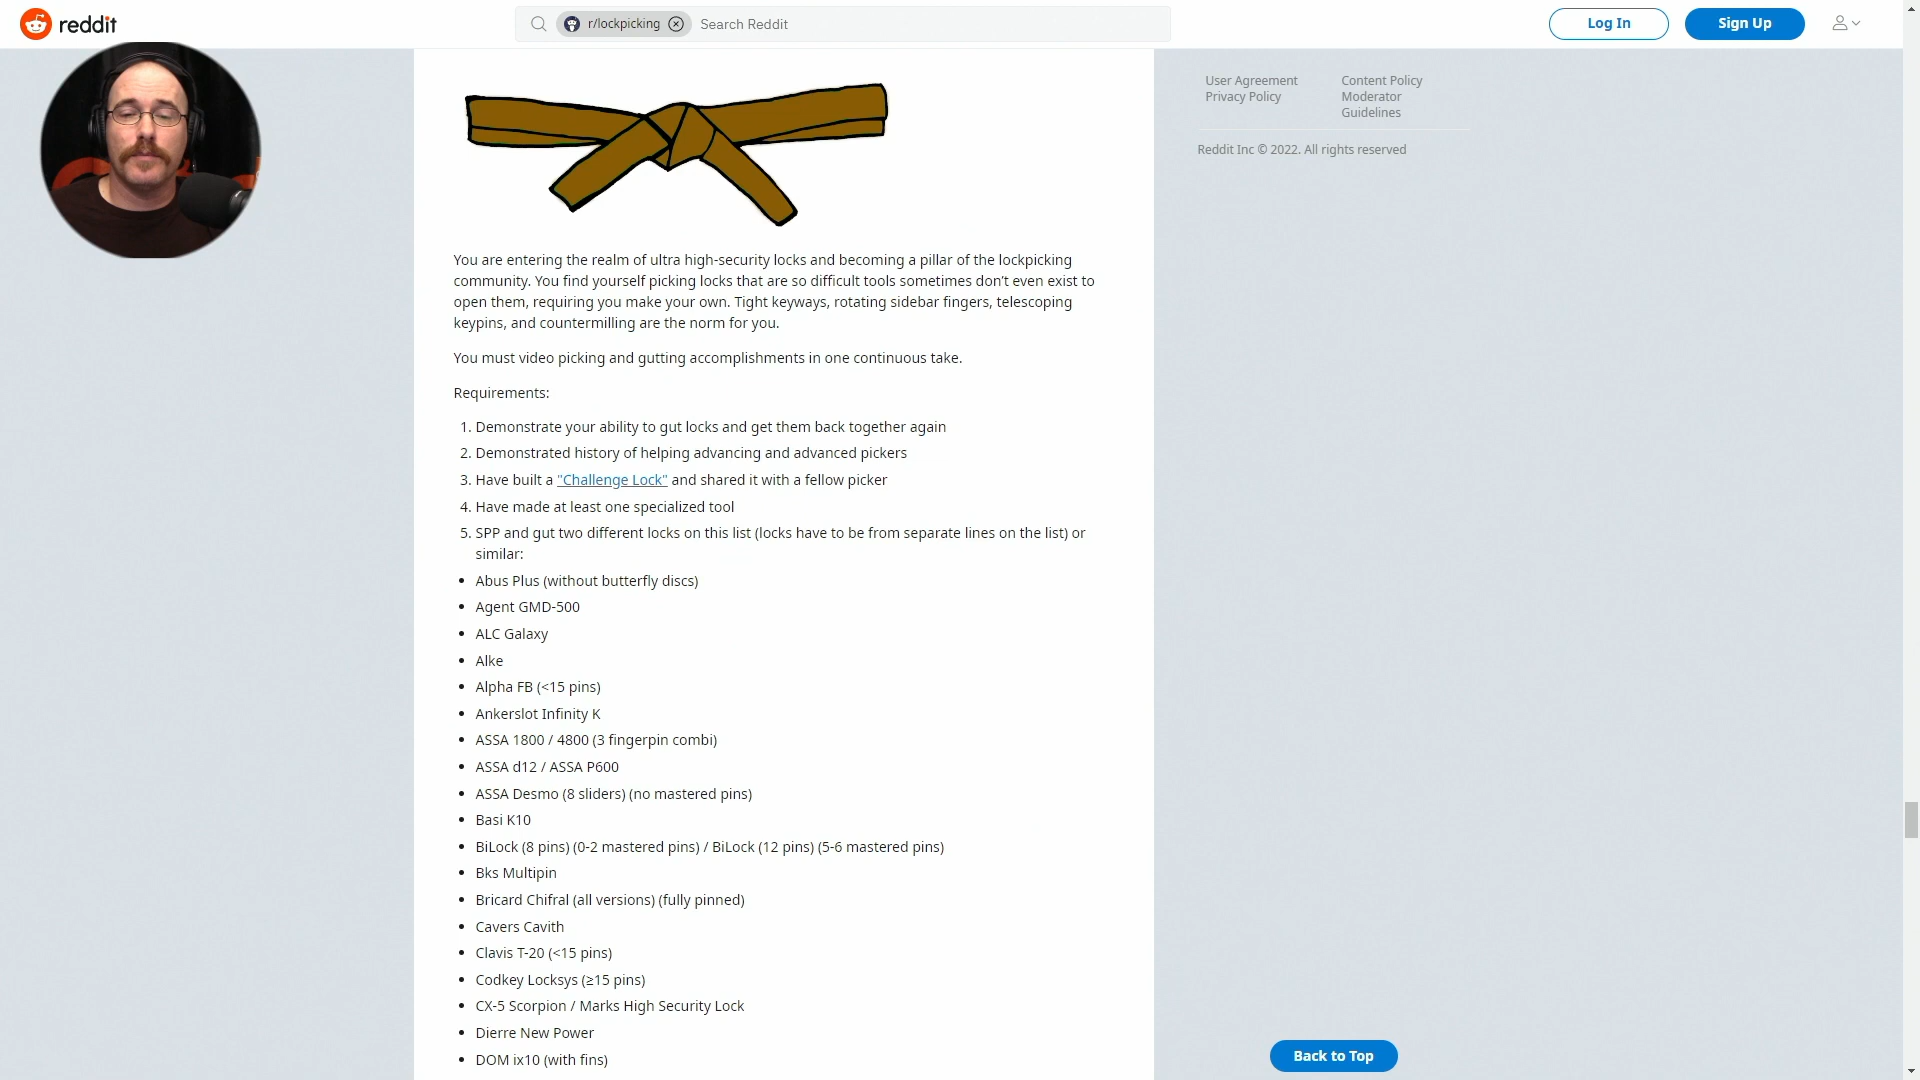 reddit
r/lockpicking
Search Reddit
Log In
Sign Up
User Agreement
Privacy Policy
Content Policy
Moderator
Guidelines
Reddit Inc © 2022. All rights reserved
You are entering the realm of ultra high-security locks and becoming a pillar of the lockpicking
community. You find yourself picking locks that are so difficult tools sometimes don’t even exist to
open them, requiring you make your own. Tight keyways, rotating sidebar fingers, telescoping
keypins, and countermilling are the norm for you.
You must video picking and gutting accomplishments in one continuous take.
Requirements:
1. Demonstrate your ability to gut locks and get them back together again
2. Demonstrated history of helping advancing and advanced pickers
3. Have built a "Challenge Lock" and shared it with a fellow picker
4. Have made at least one specialized tool
5. SPP and gut two different locks on this list (locks have to be from separate lines on the list) or
similar:
• Abus Plus (without butterfly discs)
• Agent GMD-500
• ALC Galaxy
• Alke
• Alpha FB (<15 pins)
• Ankerslot Infinity K
• ASSA 1800 / 4800 (3 fingerpin combi)
• ASSA d12 / ASSA P600
• ASSA Desmo (8 sliders) (no mastered pins)
• Basi K10
• BiLock (8 pins) (0-2 mastered pins) / BiLock (12 pins) (5-6 mastered pins)
• Bks Multipin
• Bricard Chifral (all versions) (fully pinned)
• Cavers Cavith
• Clavis T-20 (<15 pins)
• Codkey Locksys (≥15 pins)
• CX-5 Scorpion / Marks High Security Lock
• Dierre New Power
• DOM ix10 (with fins)
Back to Top